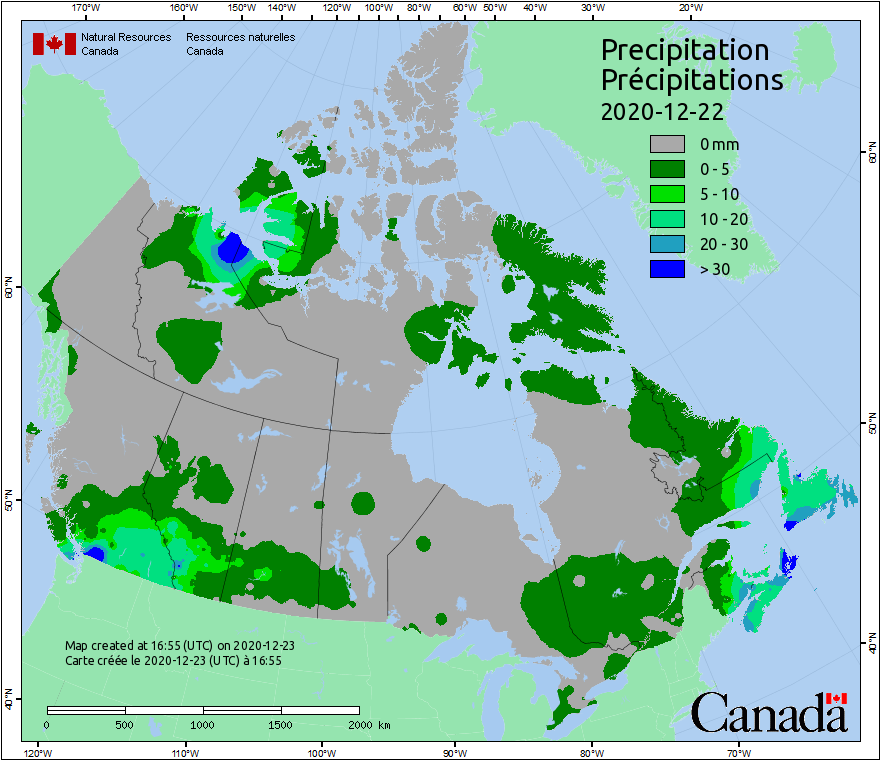 170°W 160°W 150°W 140°W 130°W 120°W 110°W 100°W 90°W 80°W 60°W 50°W 40°W 30°W 20°W
Natural Resources Canada
Ressources naturelles Canada
Precipitation
Précipitations
2020-12-22
0 mm
0 - 5
5 - 10
10 - 20
20 - 30
> 30
60°N
60°N
50°N
50°N
40°N
40°N
Map created at 16:55 (UTC) on 2020-12-23
Carte créée le 2020-12-23 (UTC) à 16:55
0 500 1000 1500 2000 km
Canada
120°W 110°W 100°W 90°W 80°W 70°W